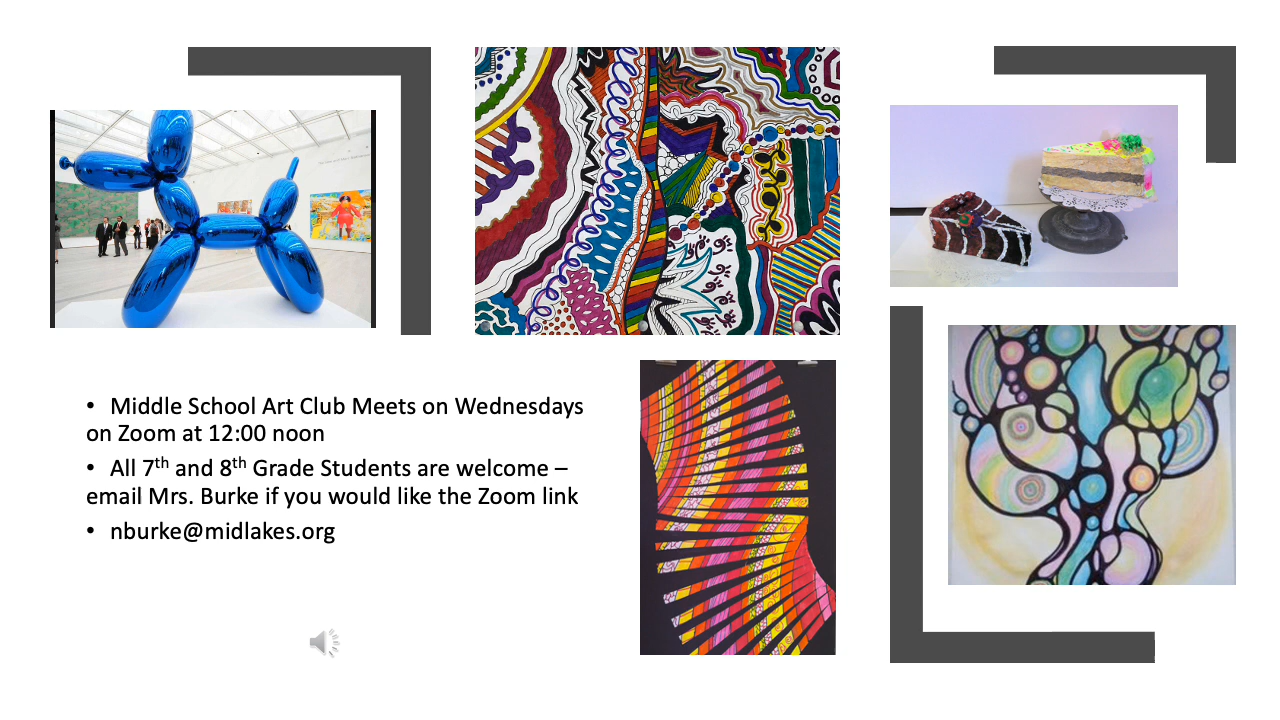 • Middle School Art Club Meets on Wednesdays
on Zoom at 12:00 noon
• All 7th and 8th Grade Students are welcome –
email Mrs. Burke if you would like the Zoom link
• nburke@midlakes.org